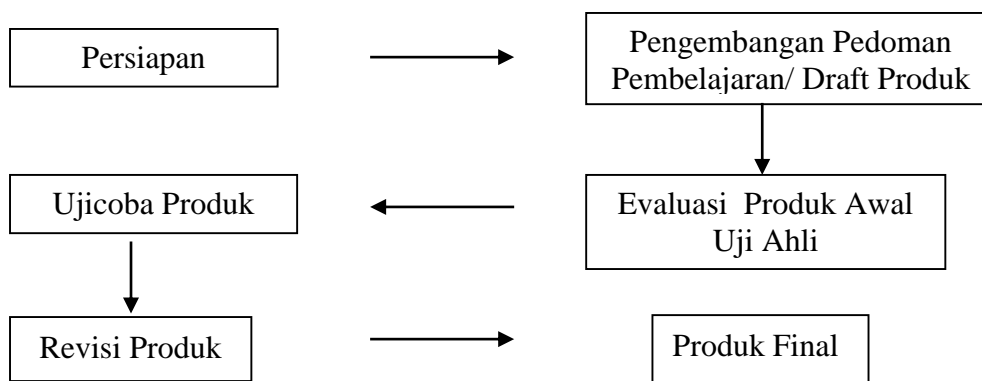 Persiapan
Pengembangan Pedoman
Pembelajaran/ Draft Produk
Ujicoba Produk
Evaluasi  Produk Awal
Uji Ahli
Revisi Produk
Produk Final